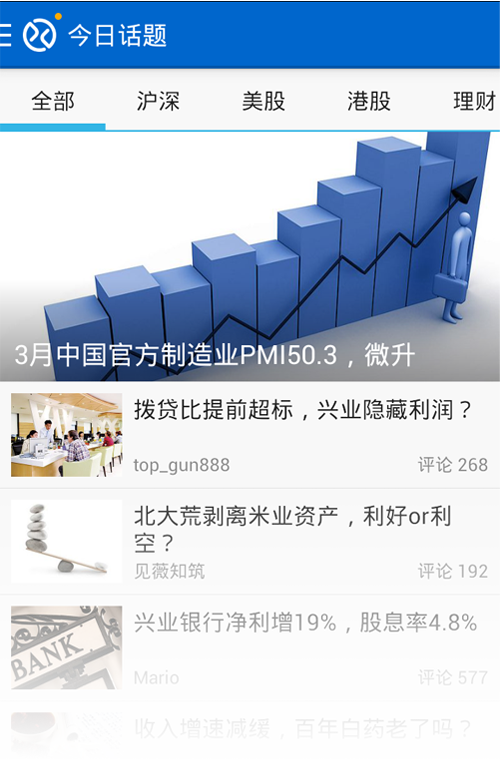 今日话题
全部 沪深 美股 港股 理财
3月中国官方制造业PMI50.3，微升
拨贷比提前超标，兴业隐藏利润？
top_gun888 评论 268
北大荒剥离米业资产，利好or利
空？
见薇知筑 评论 192
兴业银行净利增19%，股息率4.8%
BANK
Mario 评论 577
收入增速减缓，百年白药老了吗？